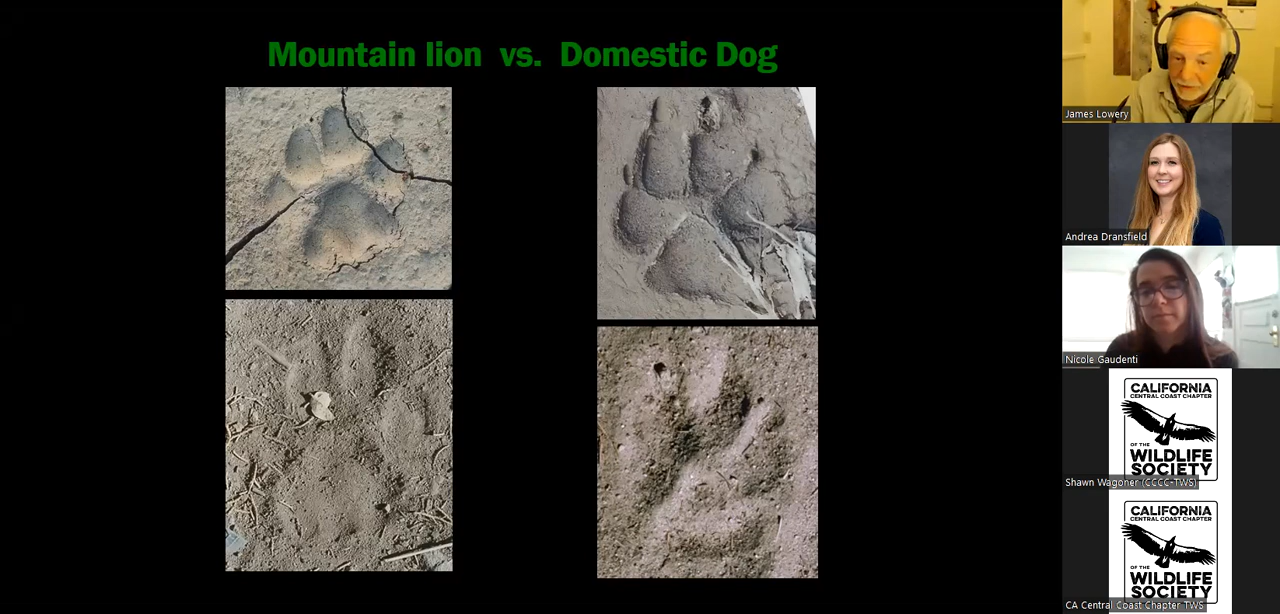 Mountain lion vs. Domestic Dog
James Lowery
Andrea Dransfield
Nicole Gaudenti
CALIFORNIA
CENTRAL COAST CHAPTER
OF THE
WILDLIFE
SOCIETY
Shawn Wagoner (CCCC-TWS)
CALIFORNIA
CENTRAL COAST CHAPTER
OF THE
WILDLIFE
SOCIETY
CA Central Coast Chapter TWS